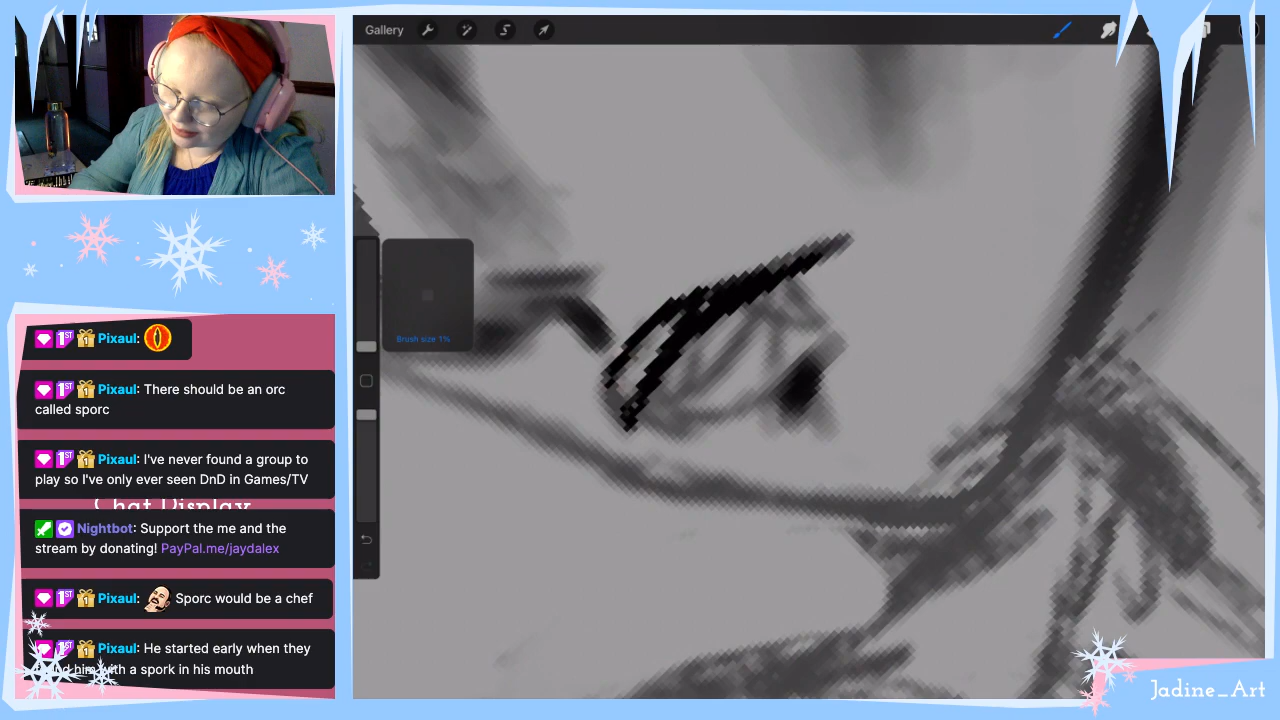 Gallery
Brush size 1%
Pixaul:
Pixaul: There should be an orc
called sporc
Pixaul: I've never found a group to
play so I've only ever seen DnD in Games/TV
Chat Display
Nightbot: Support the me and the
stream by donating! PayPal.me/jaydalex
Pixaul: Sporc would be a chef
Pixaul: He started early when they
him with a spork in his mouth
Jadine_Art